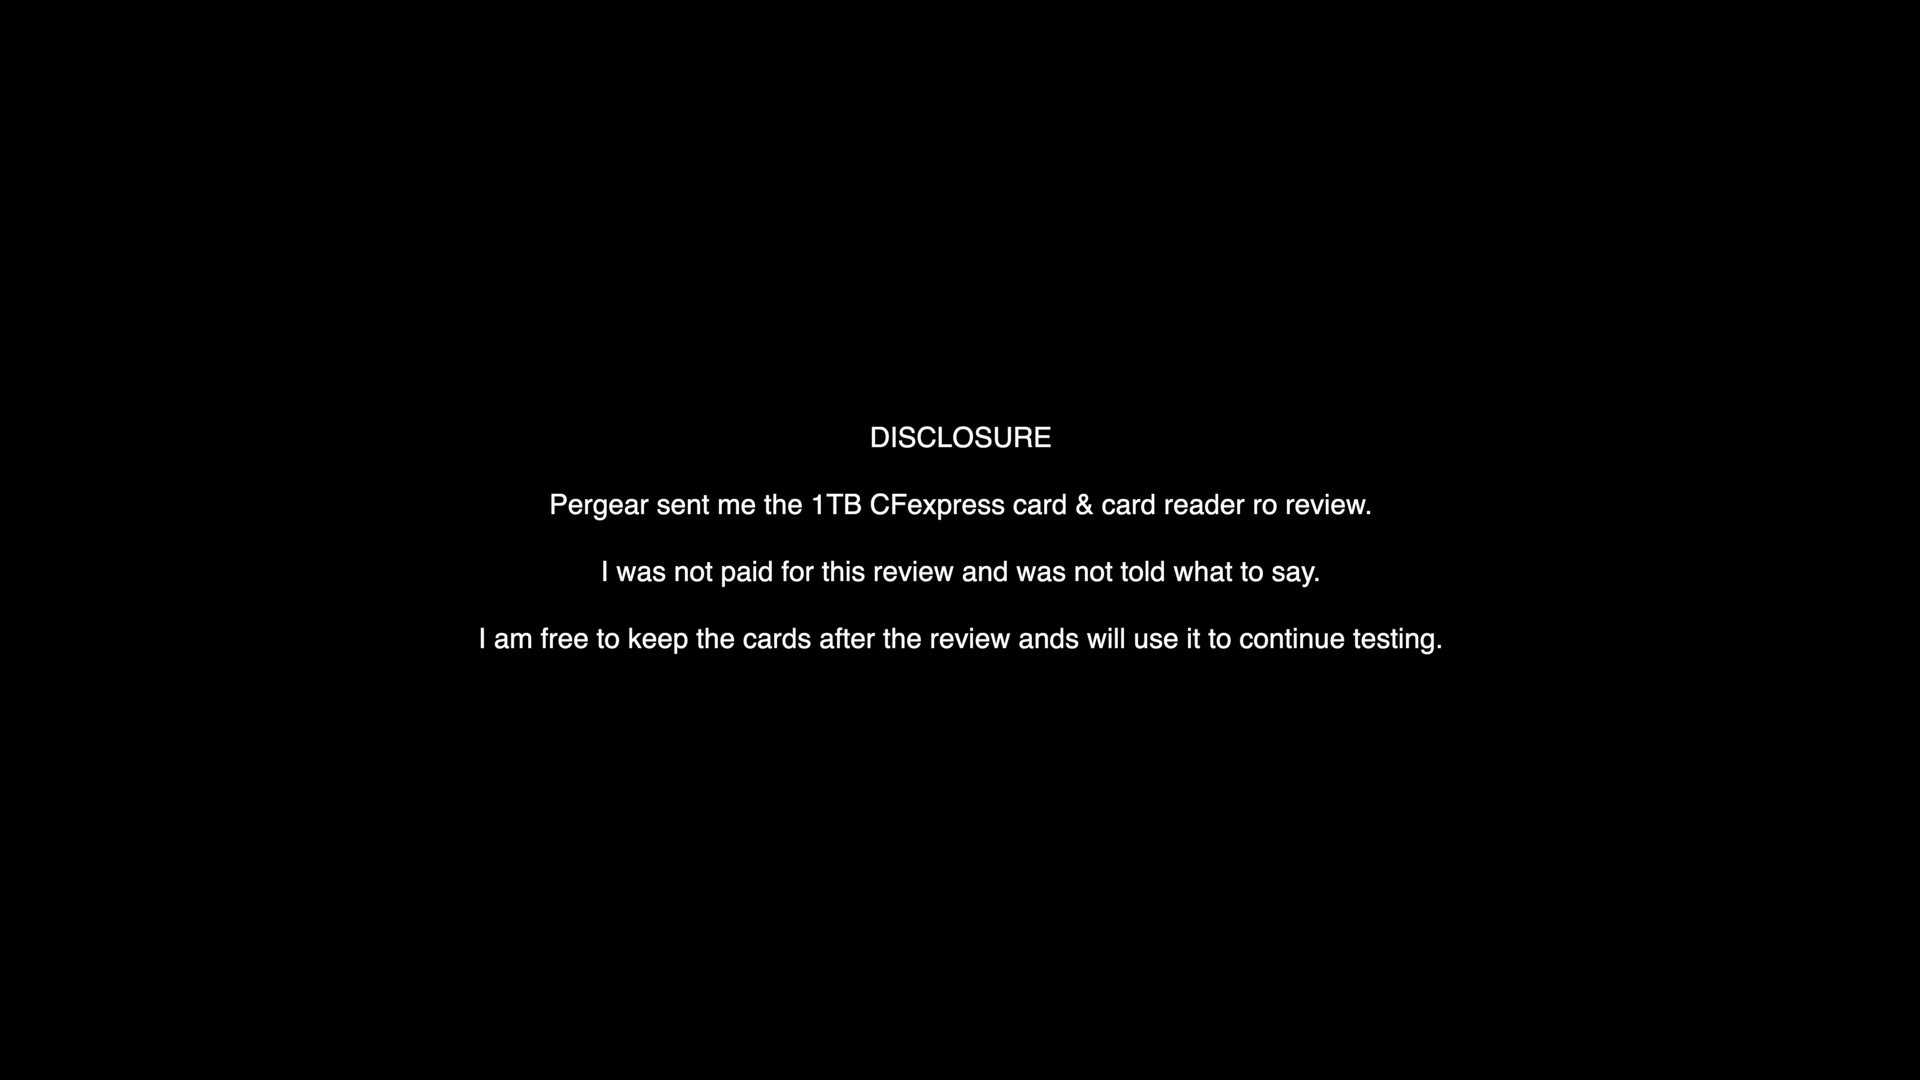 DISCLOSURE
Pergear sent me the 1TB CFexpress card & card reader ro review.
I was not paid for this review and was not told what to say.
I am free to keep the cards after the review ands will use it to continue testing.